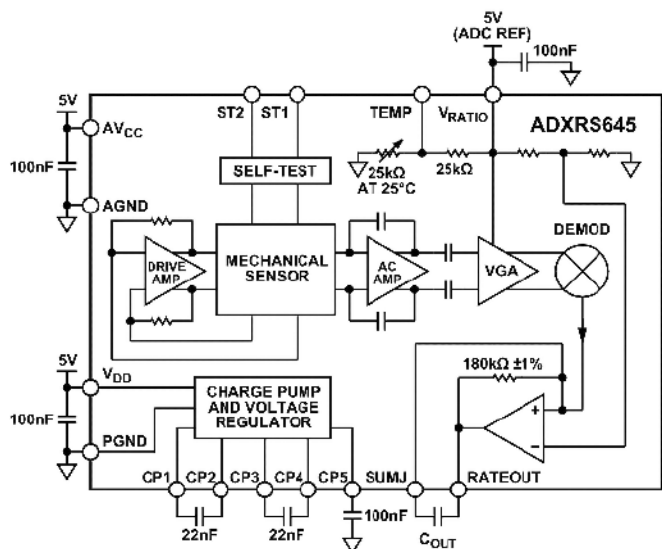 5V
(ADC REF)
100nF
5V
ST2
ST1
TEMP
VRATIO
ADXRS645
AVCC
100nF
25kΩ
AT 25°C
25kΩ
SELF-TEST
AGND
DEMOD
DRIVE
AMP
MECHANICAL
SENSOR
AC
AMP
VGA
5V
VDD
180kΩ ±1%
100nF
CHARGE PUMP
AND VOLTAGE
REGULATOR
+
−
PGND
CP1
CP2
CP3
CP4
CP5
SUMJ
RATEOUT
22nF
22nF
100nF
COUT